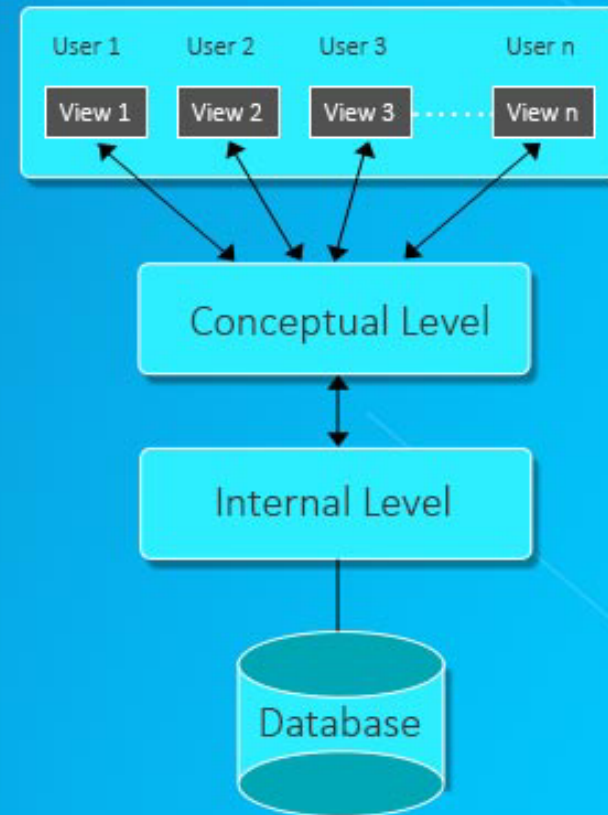 User 1 User 2 User 3 User n
View 1 View 2 View 3 View n
Conceptual Level
Internal Level
Database